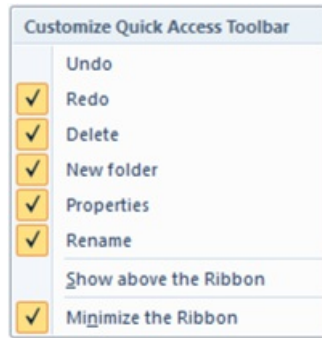 Customize Quick Access Toolbar
Undo
Redo
Delete
New folder
Properties
Rename
Show above the Ribbon
Minimize the Ribbon